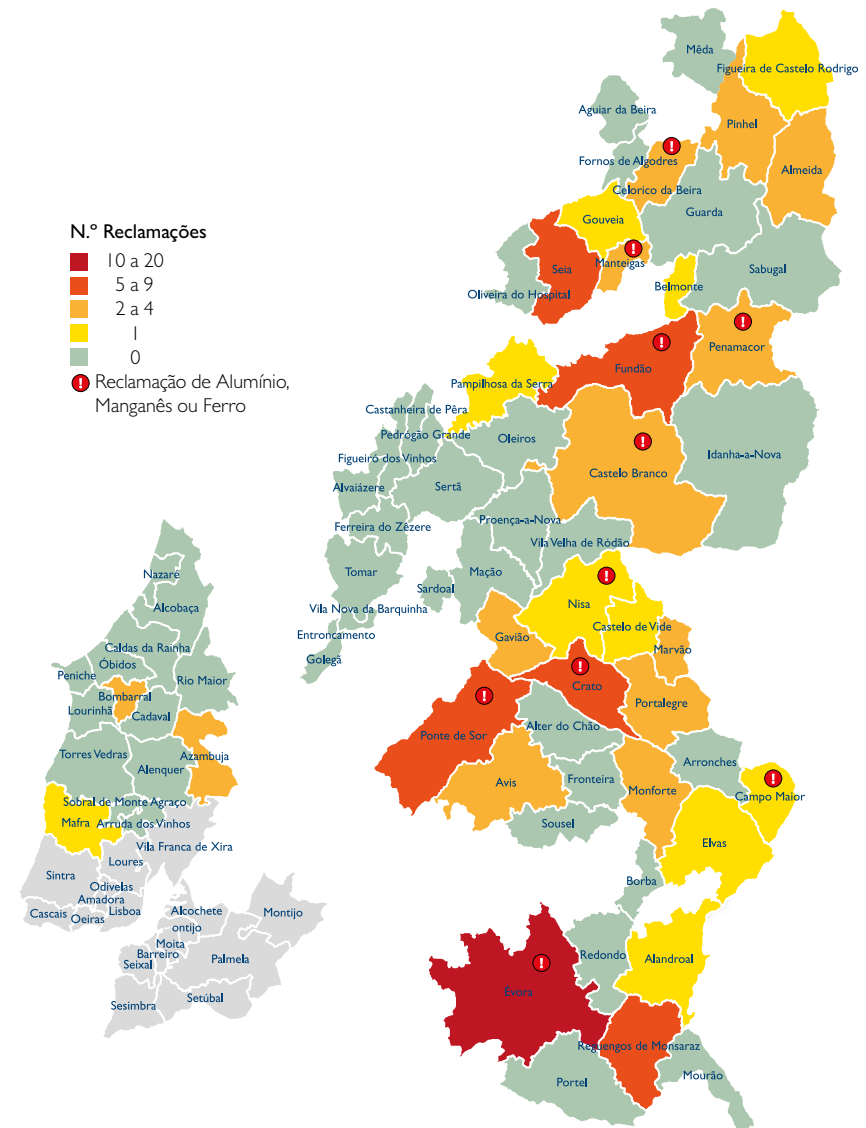 Mêda
Figueira de Castelo Rodrigo
Aguiar da Beira
Pinhel
Fornos de Algodres
Almeida
Celorico da Beira
Guarda
Gouveia
N.º Reclamações
10 a 20
5 a 9
2 a 4
1
0
! Reclamação de Alumínio,
Manganês ou Ferro
Seia
Manteigas
Sabugal
Belmonte
Oliveira do Hospital
Penamacor
Fundão
Pampilhosa da Serra
Castanheira de Pêra
Pedrógão Grande
Oleiros
Idanha-a-Nova
Figueiró dos Vinhos
Castelo Branco
Alvaiázere
Sertã
Ferreira do Zêzere
Proença-a-Nova
Vila Velha de Ródão
Tomar
Mação
Sardoal
Nisa
Vila Nova da Barquinha
Castelo de Vide
Entroncamento
Gavião
Marvão
Golegã
Crato
Portalegre
Ponte de Sor
Alter do Chão
Arronches
Avis
Fronteira
Monforte
Campo Maior
Sousel
Elvas
Borba
Redondo
Alandroal
Évora
Reguengos de Monsaraz
Portel
Mourão
Nazaré
Alcobaça
Caldas da Rainha
Óbidos
Peniche
Rio Maior
Bombarral
Lourinhã
Cadaval
Torres Vedras
Azambuja
Alenquer
Sobral de Monte Agraço
Mafra
Arruda dos Vinhos
Vila Franca de Xira
Loures
Sintra
Odivelas
Amadora
Cascais
Oeiras
Lisboa
Alcochete
Montijo
ontijo
Moita
Barreiro
Seixal
Palmela
Sesimbra
Setúbal